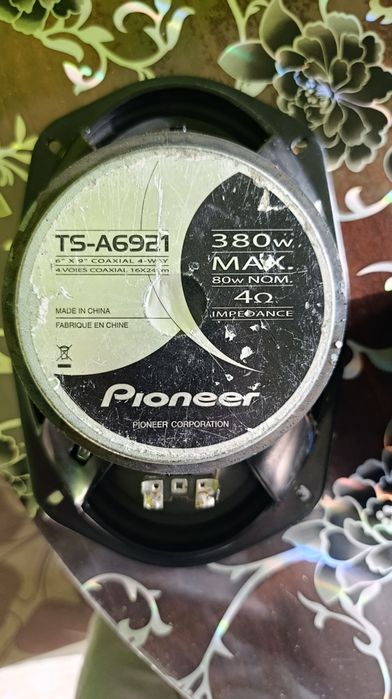 TS-A6921
6" X 9" COAXIAL 4-WAY
4 VOIES COAXIAL 16X24cm
380W
MAX.
80W NOM.
4Ω
IMPEDANCE
MADE IN CHINA
FABRIQUE EN CHINE
Pioneer
PIONEER CORPORATION